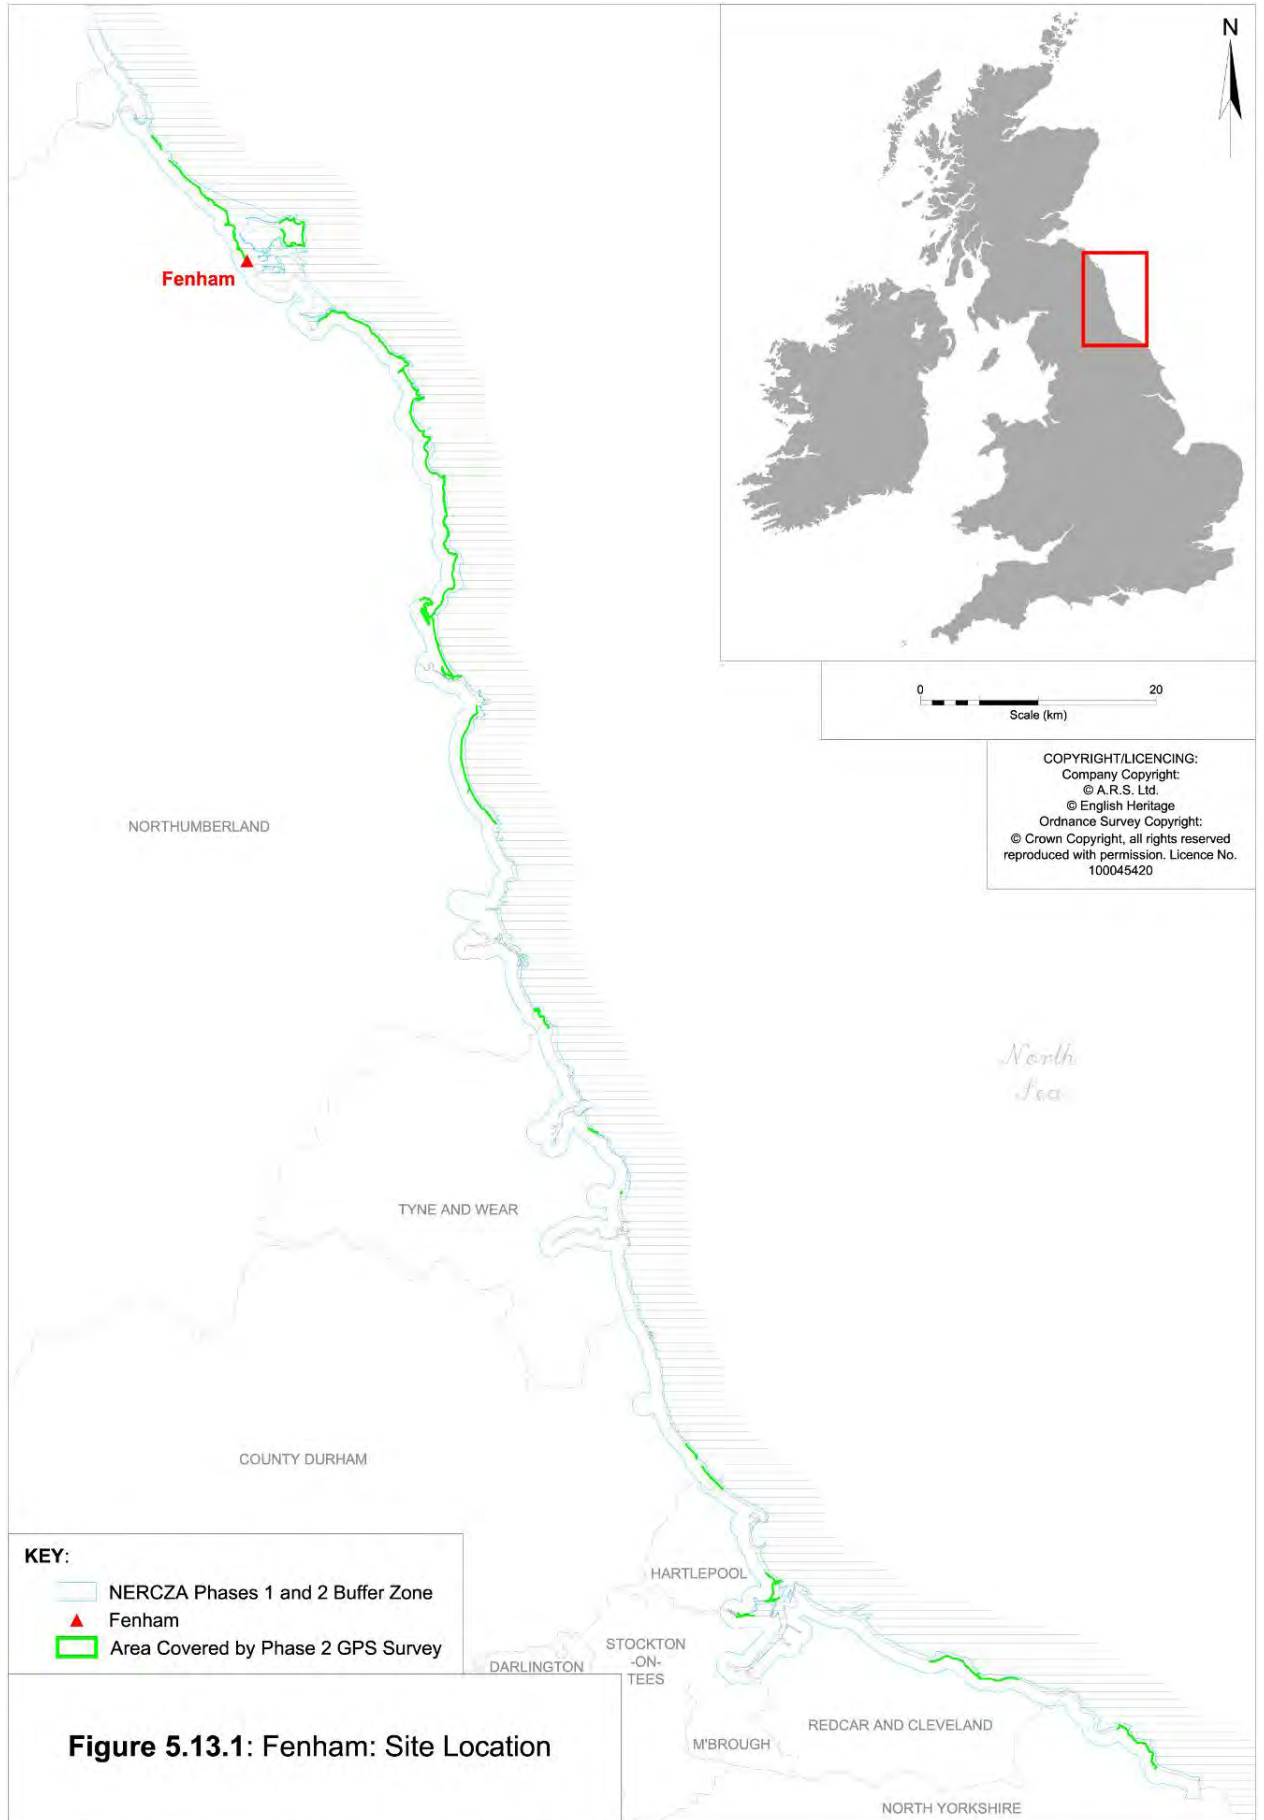 N
Fenham
0 20
Scale (km)
COPYRIGHT/LICENCING:
Company Copyright:
© A.R.S. Ltd.
© English Heritage
Ordnance Survey Copyright:
© Crown Copyright, all rights reserved
reproduced with permission. Licence No.
100045420
NORTHUMBERLAND
North
Sea
TYNE AND WEAR
COUNTY DURHAM
HARTLEPOOL
STOCKTON
-ON-
TEES
DARLINGTON
M'BROUGH
REDCAR AND CLEVELAND
NORTH YORKSHIRE
KEY:
NERCZA Phases 1 and 2 Buffer Zone
Fenham
Area Covered by Phase 2 GPS Survey
Figure 5.13.1: Fenham: Site Location